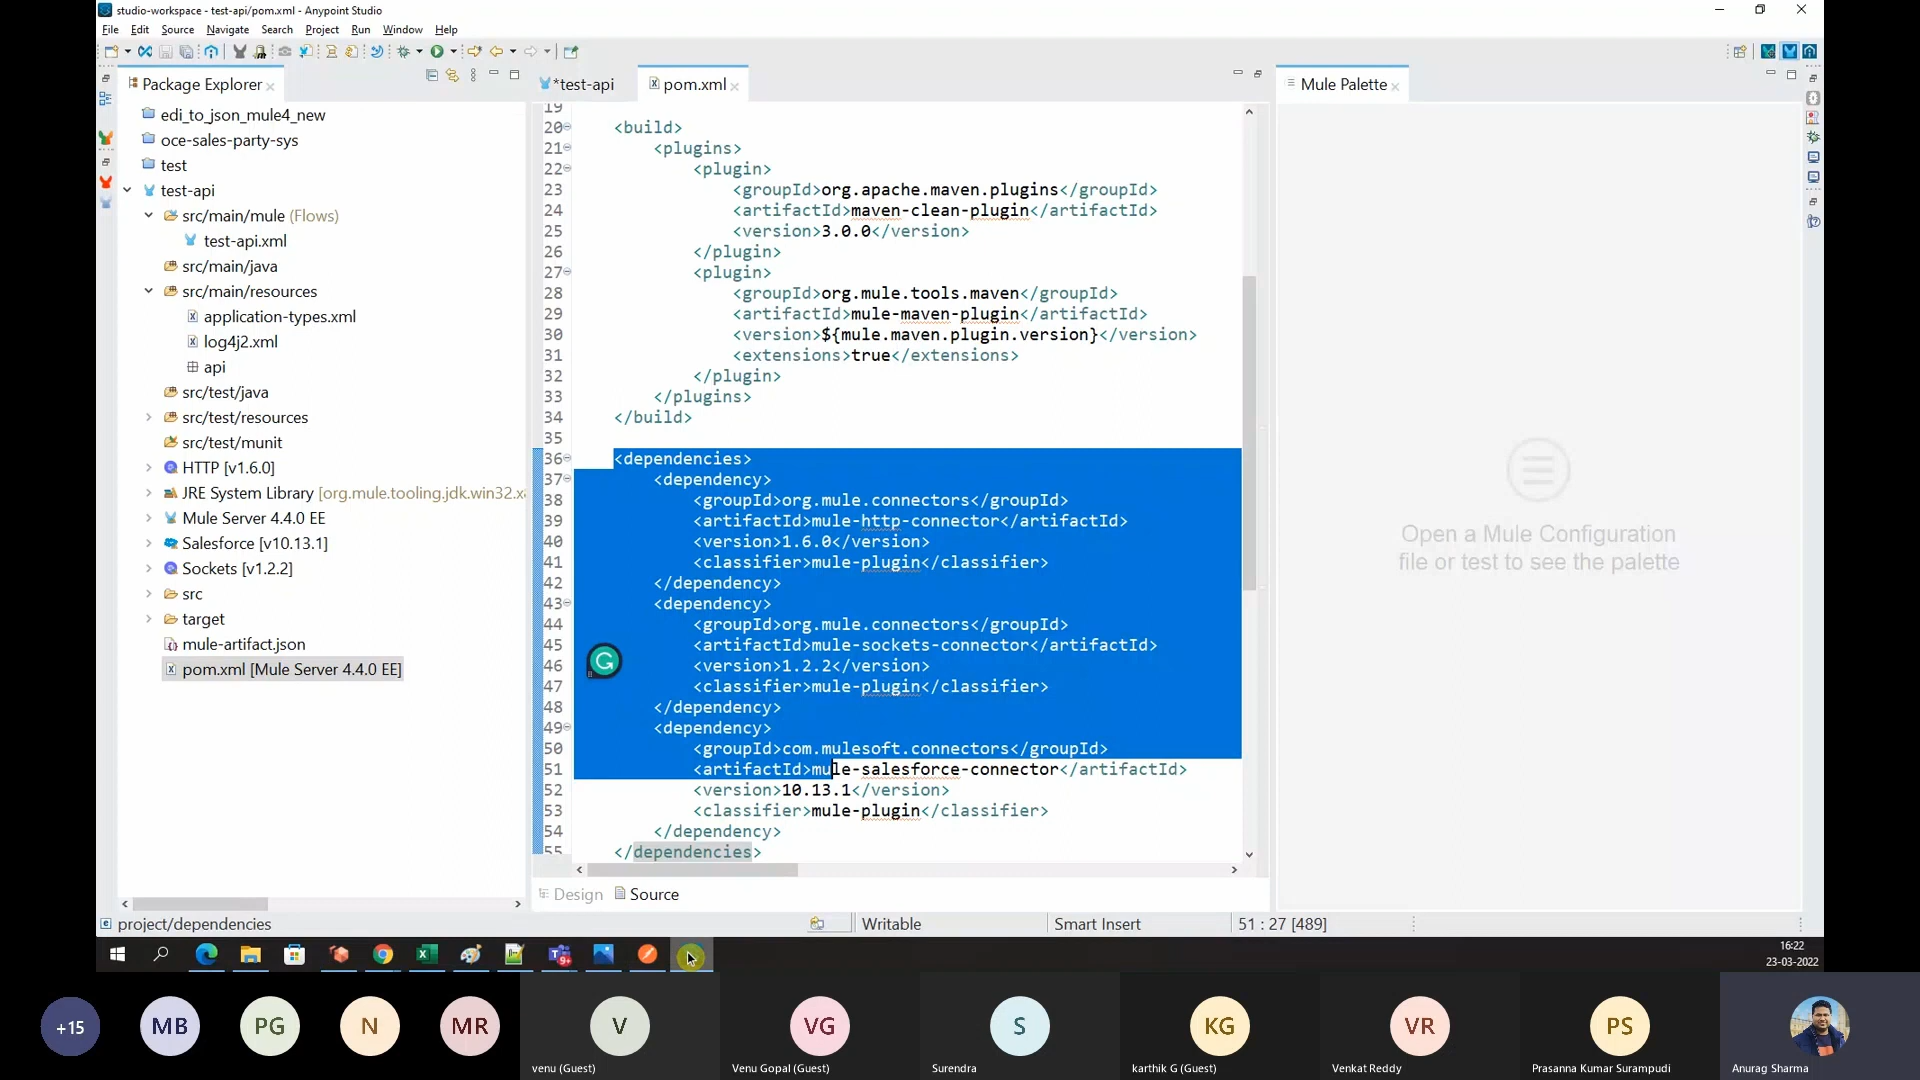 studio-workspace - test-api/pom.xml - Anypoint Studio
File Edit Source Navigate Search Project Run Window Help
Package Explorer
*test-api
pom.xml
Mule Palette
edi_to_json_mule4_new
oce-sales-party-sys
test
test-api
src/main/mule (Flows)
test-api.xml
src/main/java
src/main/resources
application-types.xml
log4j2.xml
api
src/test/java
src/test/resources
src/test/munit
HTTP [v1.6.0]
JRE System Library [org.mule.tooling.jdk.win32.x
Mule Server 4.4.0 EE
Salesforce [v10.13.1]
Sockets [v1.2.2]
src
target
mule-artifact.json
pom.xml [Mule Server 4.4.0 EE]
19
20 <build>
21 <plugins>
22 <plugin>
23 <groupId>org.apache.maven.plugins</groupId>
24 <artifactId>maven-clean-plugin</artifactId>
25 <version>3.0.0</version>
26 </plugin>
27 <plugin>
28 <groupId>org.mule.tools.maven</groupId>
29 <artifactId>mule-maven-plugin</artifactId>
30 <version>${mule.maven.plugin.version}</version>
31 <extensions>true</extensions>
32 </plugin>
33 </plugins>
34 </build>
35
36 <dependencies>
37 <dependency>
38 <groupId>org.mule.connectors</groupId>
39 <artifactId>mule-http-connector</artifactId>
40 <version>1.6.0</version>
41 <classifier>mule-plugin</classifier>
42 </dependency>
43 <dependency>
44 <groupId>org.mule.connectors</groupId>
45 <artifactId>mule-sockets-connector</artifactId>
46 <version>1.2.2</version>
47 <classifier>mule-plugin</classifier>
48 </dependency>
49 <dependency>
50 <groupId>com.mulesoft.connectors</groupId>
51 <artifactId>mule-salesforce-connector</artifactId>
52 <version>10.13.1</version>
53 <classifier>mule-plugin</classifier>
54 </dependency>
55 </dependencies>
Open a Mule Configuration
file or test to see the palette
Design Source
project/dependencies
Writable
Smart Insert
51 : 27 [489]
16:22
23-03-2022
+15
MB
PG
N
MR
V
VG
S
KG
VR
PS
venu (Guest)
Venu Gopal (Guest)
Surendra
karthik G (Guest)
Venkat Reddy
Prasanna Kumar Surampudi
Anurag Sharma